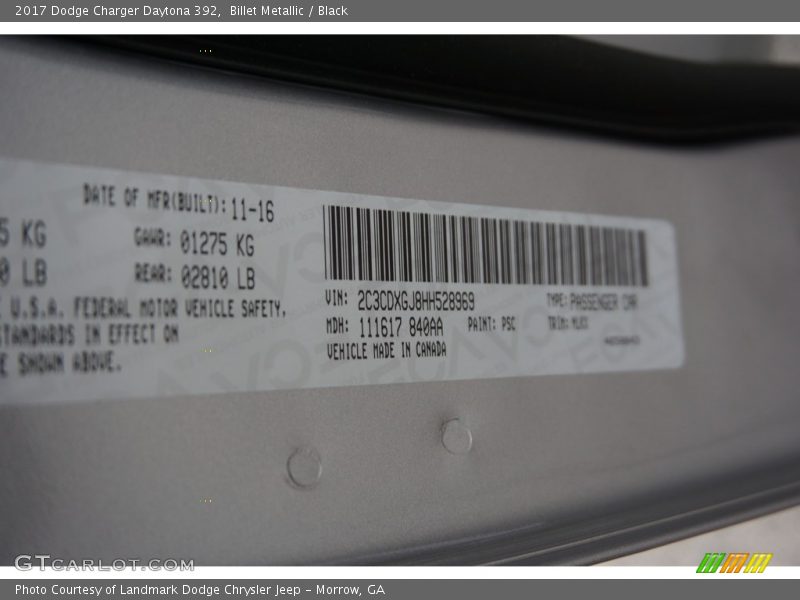 2017 Dodge Charger Daytona 392, Billet Metallic / Black
DATE OF MFR(BUILT): 11-16
5 KG GAWR: 01275 KG
0 LB REAR: 02810 LB
U.S.A. FEDERAL MOTOR VEHICLE SAFETY,
STANDARDS IN EFFECT ON
SHOWN ABOVE.
VIN: 2C3CDXGJ8HH528969 TYPE: PASSENGER CAR
MDH: 111617 840AA PAINT: PSC TRIM:
VEHICLE MADE IN CANADA
GTCARLOT.COM
Photo Courtesy of Landmark Dodge Chrysler Jeep – Morrow, GA